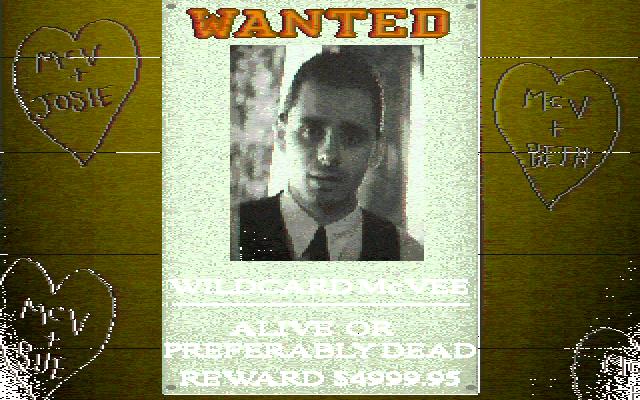 WANTED
McV
+
JOSIE
McV
+
BETH
WILDCARD McVEE
ALIVE OR
PREFERABLY DEAD
REWARD $4999.95
McV
+